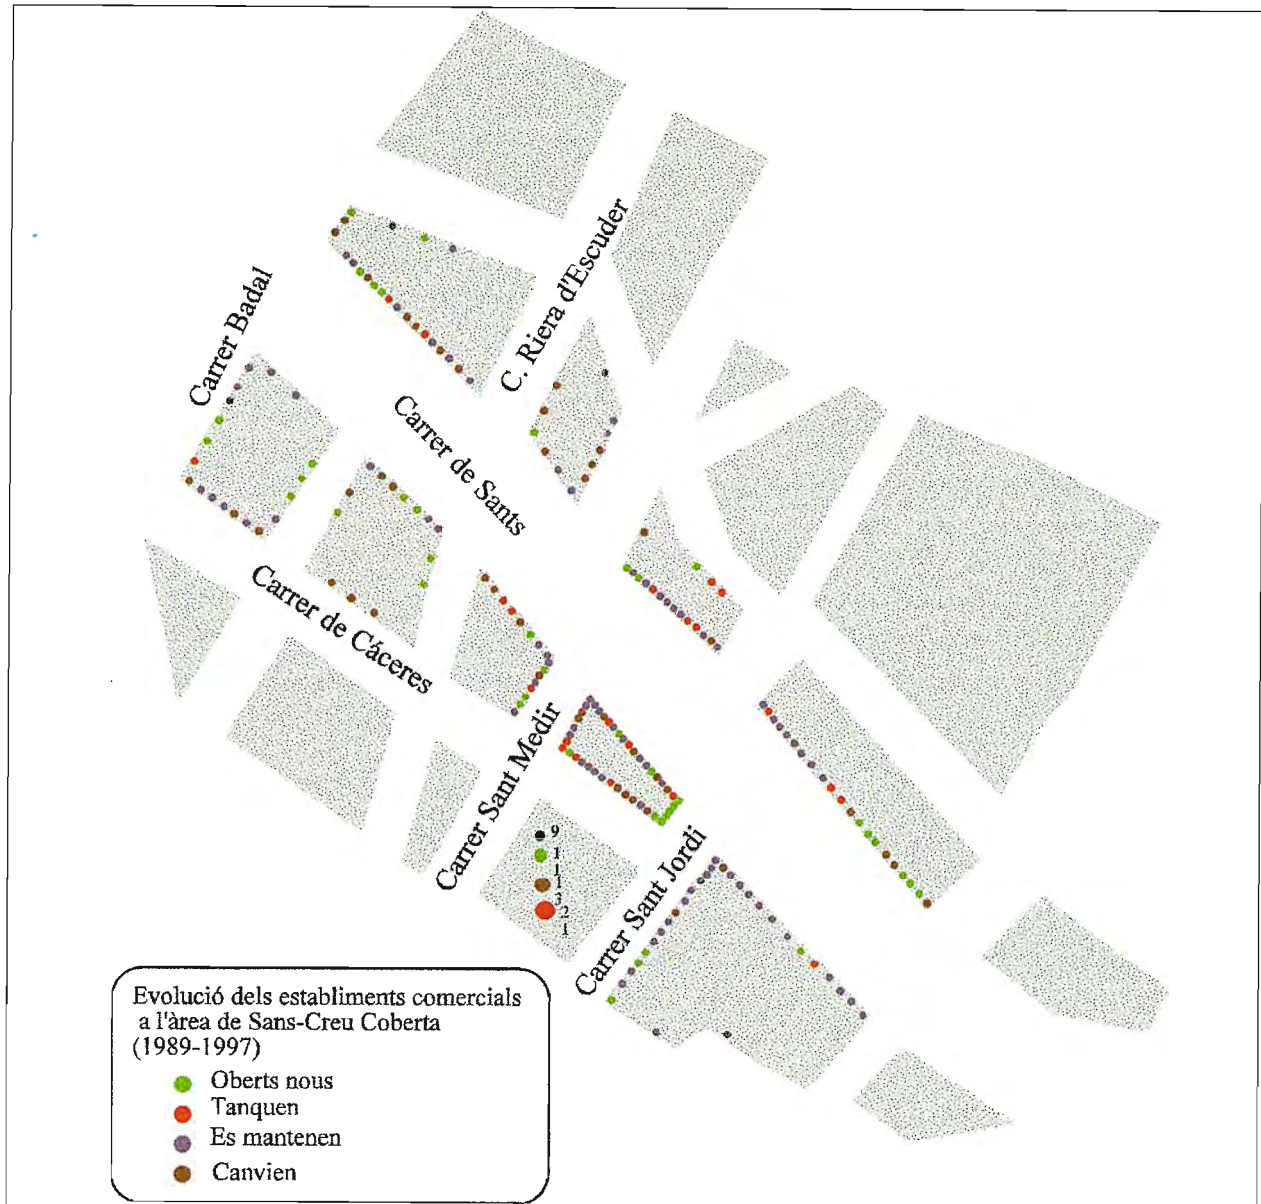 C. Riera d'Escuder
Carrer Badal
Carrer de Sants
Carrer de Cáceres
Carrer Sant Medir
Carrer Sant Jordi
9
1
1
1
3
2
1
Evolució dels establiments comercials
a l'àrea de Sans-Creu Coberta
(1989-1997)
Oberts nous
Tanquen
Es mantenen
Canvien